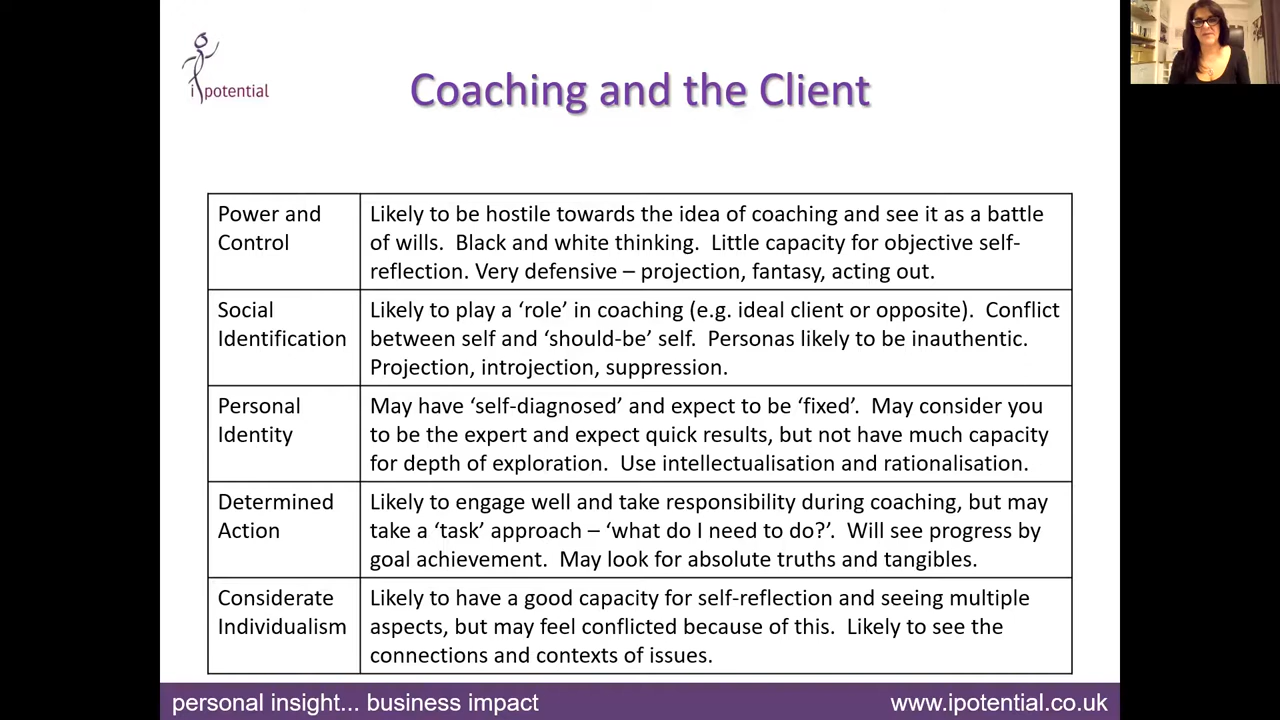 i potential
Coaching and the Client
Power and
Control
Likely to be hostile towards the idea of coaching and see it as a battle
of wills.  Black and white thinking.  Little capacity for objective self-
reflection. Very defensive – projection, fantasy, acting out.
Social
Identification
Likely to play a ‘role’ in coaching (e.g. ideal client or opposite).  Conflict
between self and ‘should-be’ self.  Personas likely to be inauthentic.
Projection, introjection, suppression.
Personal
Identity
May have ‘self-diagnosed’ and expect to be ‘fixed’.  May consider you
to be the expert and expect quick results, but not have much capacity
for depth of exploration.  Use intellectualisation and rationalisation.
Determined
Action
Likely to engage well and take responsibility during coaching, but may
take a ‘task’ approach – ‘what do I need to do?’.  Will see progress by
goal achievement.  May look for absolute truths and tangibles.
Considerate
Individualism
Likely to have a good capacity for self-reflection and seeing multiple
aspects, but may feel conflicted because of this.  Likely to see the
connections and contexts of issues.
personal insight... business impact
www.ipotential.co.uk